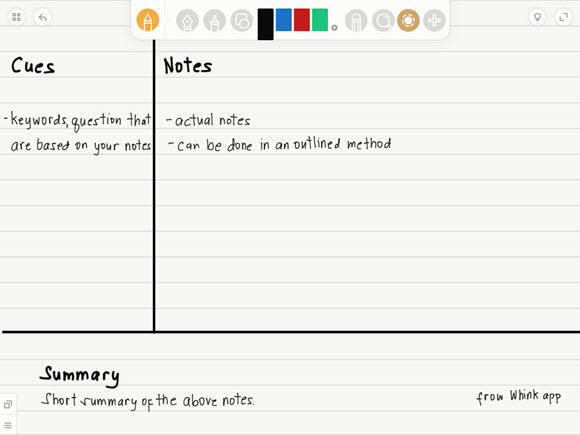 Cues
Notes
-keywords, question that
are based on your notes
-actual notes
-can be done in an outlined method
Summary
Short summary of the above notes.
from Whink app